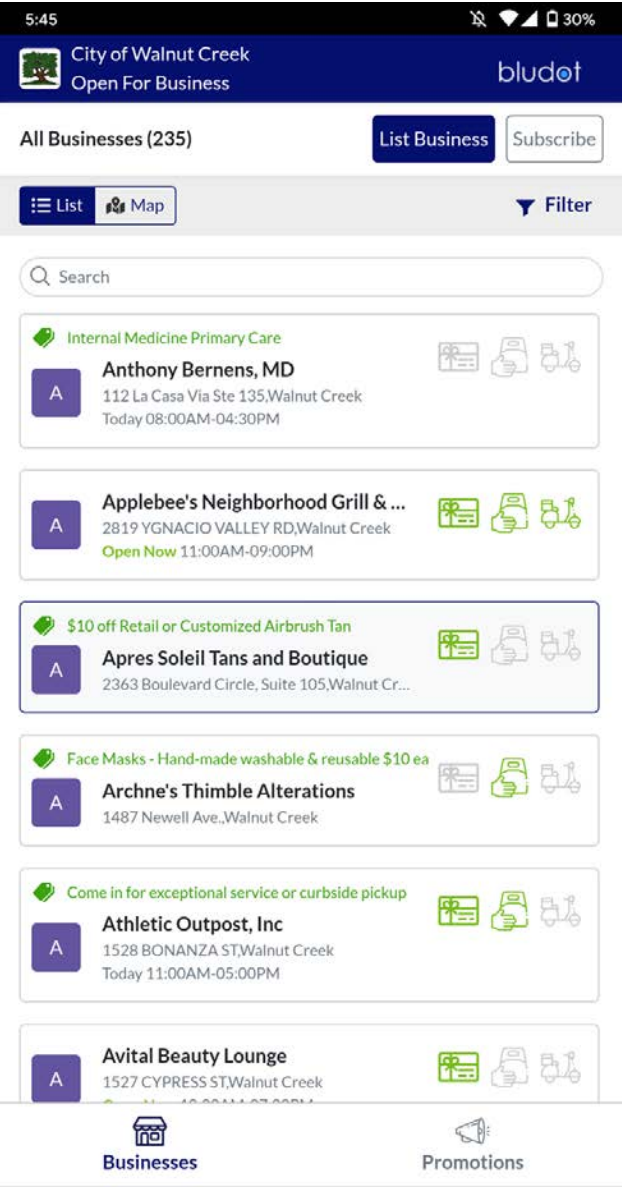 5:45
30%
City of Walnut Creek
Open For Business
bludot
All Businesses (235)
List Business
Subscribe
List
Map
Filter
Search
Internal Medicine Primary Care
Anthony Bernens, MD
A
112 La Casa Via Ste 135,Walnut Creek
Today 08:00AM-04:30PM
Applebee's Neighborhood Grill & ...
A
2819 YGNACIO VALLEY RD,Walnut Creek
Open Now 11:00AM-09:00PM
$10 off Retail or Customized Airbrush Tan
Apres Soleil Tans and Boutique
A
2363 Boulevard Circle, Suite 105,Walnut Cr...
Face Masks - Hand-made washable & reusable $10 ea
Archne's Thimble Alterations
A
1487 Newell Ave.,Walnut Creek
Come in for exceptional service or curbside pickup
Athletic Outpost, Inc
A
1528 BONANZA ST,Walnut Creek
Today 11:00AM-05:00PM
Avital Beauty Lounge
A
1527 CYPRESS ST,Walnut Creek
Businesses
Promotions